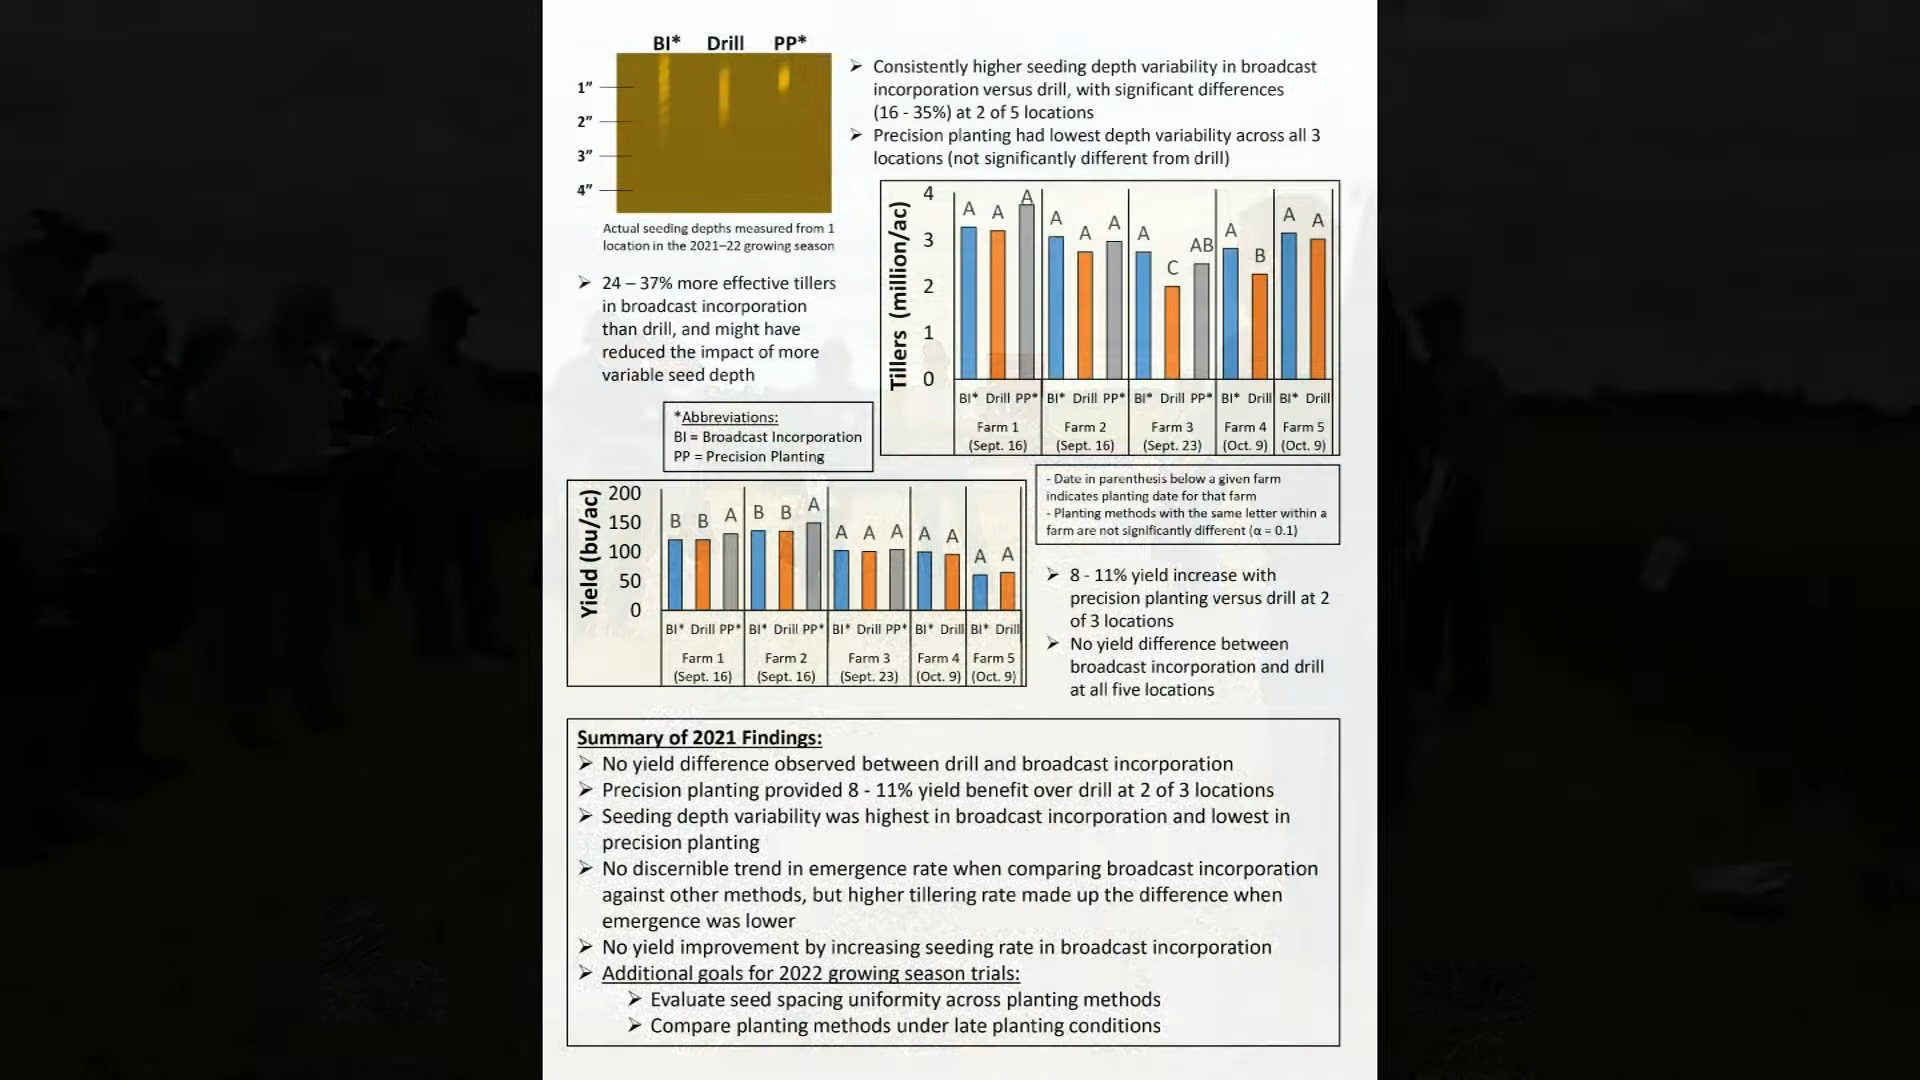 BI* Drill PP*
1”
2”
3”
4”
Actual seeding depths measured from 1
location in the 2021–22 growing season
➢ Consistently higher seeding depth variability in broadcast
incorporation versus drill, with significant differences
(16 - 35%) at 2 of 5 locations
➢ Precision planting had lowest depth variability across all 3
locations (not significantly different from drill)
➢ 24 – 37% more effective tillers
in broadcast incorporation
than drill, and might have
reduced the impact of more
variable seed depth
Tillers (million/ac)
4
3
2
1
0
A A A A A A A C AB A B A A
BI* Drill PP* BI* Drill PP* BI* Drill PP* BI* Drill BI* Drill
Farm 1 Farm 2 Farm 3 Farm 4 Farm 5
(Sept. 16) (Sept. 16) (Sept. 23) (Oct. 9) (Oct. 9)
*Abbreviations:
BI = Broadcast Incorporation
PP = Precision Planting
- Date in parenthesis below a given farm
indicates planting date for that farm
- Planting methods with the same letter within a
farm are not significantly different (α = 0.1)
Yield (bu/ac)
200
150
100
50
0
B B A B B A A A A A A A A
BI* Drill PP* BI* Drill PP* BI* Drill PP* BI* Drill BI* Drill
Farm 1 Farm 2 Farm 3 Farm 4 Farm 5
(Sept. 16) (Sept. 16) (Sept. 23) (Oct. 9) (Oct. 9)
➢ 8 - 11% yield increase with
precision planting versus drill at 2
of 3 locations
➢ No yield difference between
broadcast incorporation and drill
at all five locations
Summary of 2021 Findings:
➢ No yield difference observed between drill and broadcast incorporation
➢ Precision planting provided 8 - 11% yield benefit over drill at 2 of 3 locations
➢ Seeding depth variability was highest in broadcast incorporation and lowest in
precision planting
➢ No discernible trend in emergence rate when comparing broadcast incorporation
against other methods, but higher tillering rate made up the difference when
emergence was lower
➢ No yield improvement by increasing seeding rate in broadcast incorporation
➢ Additional goals for 2022 growing season trials:
➢ Evaluate seed spacing uniformity across planting methods
➢ Compare planting methods under late planting conditions